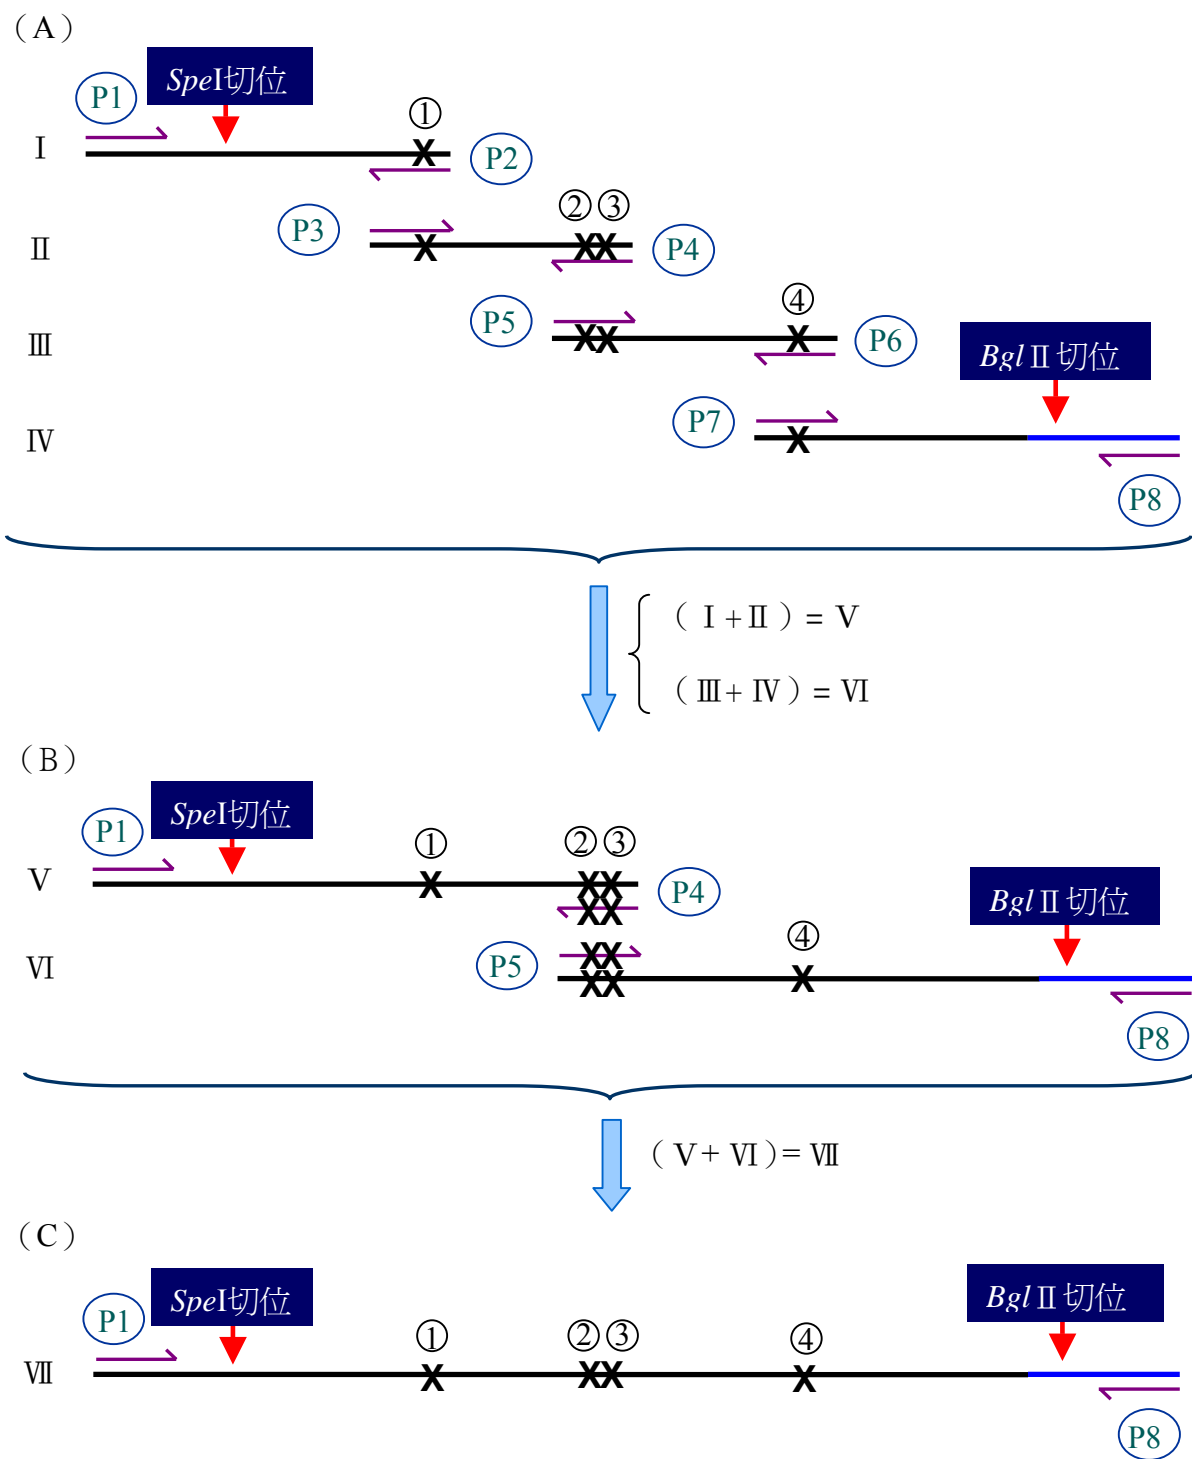 （A）
SpeI切位
P1
①
Ⅰ
P2
②③
P3
Ⅱ
P4
④
P5
Ⅲ
P6
BglⅡ切位
P7
Ⅳ
P8
（Ⅰ+Ⅱ）= Ⅴ
（Ⅲ+Ⅳ）= Ⅵ
（B）
SpeI切位
P1
①
②③
Ⅴ
P4
BglⅡ切位
④
P5
Ⅵ
P8
（Ⅴ+Ⅵ）= Ⅶ
（C）
SpeI切位
BglⅡ切位
P1
①
②③
④
Ⅶ
P8